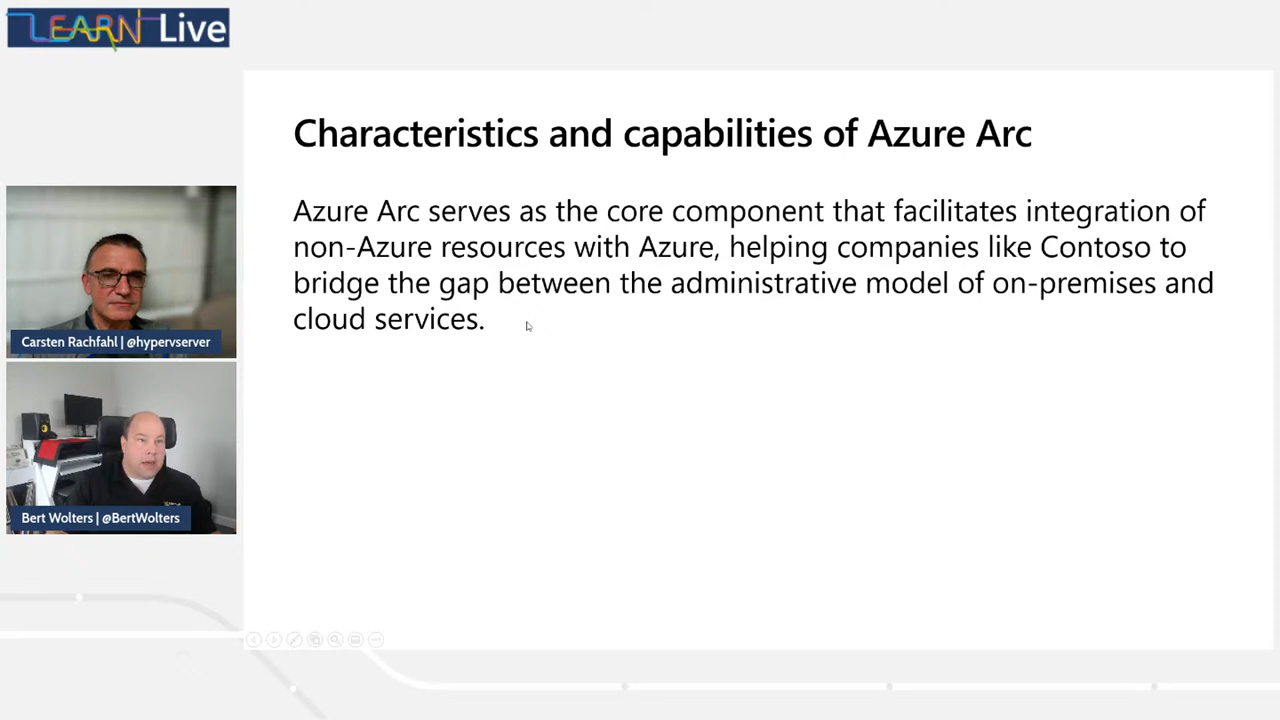 LEARN Live
Characteristics and capabilities of Azure Arc
Azure Arc serves as the core component that facilitates integration of
non-Azure resources with Azure, helping companies like Contoso to
bridge the gap between the administrative model of on-premises and
cloud services.
Carsten Rachfahl | @hypervserver
Bert Wolters | @BertWolters